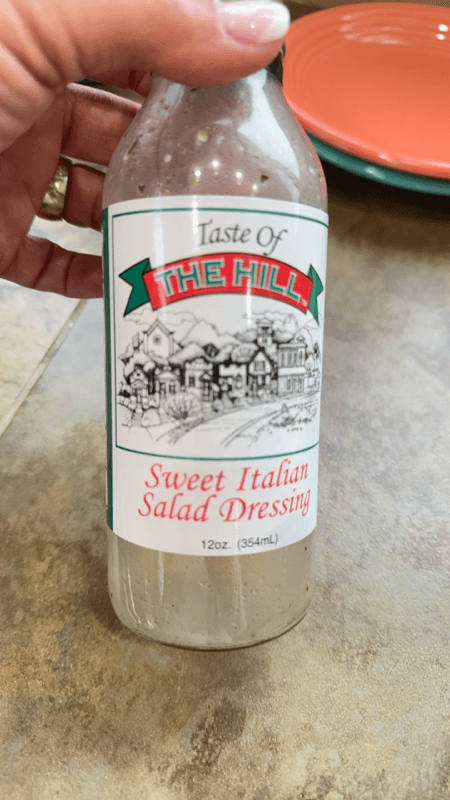 Taste Of
THE HILL
Sweet Italian
Salad Dressing
12oz. (354mL)